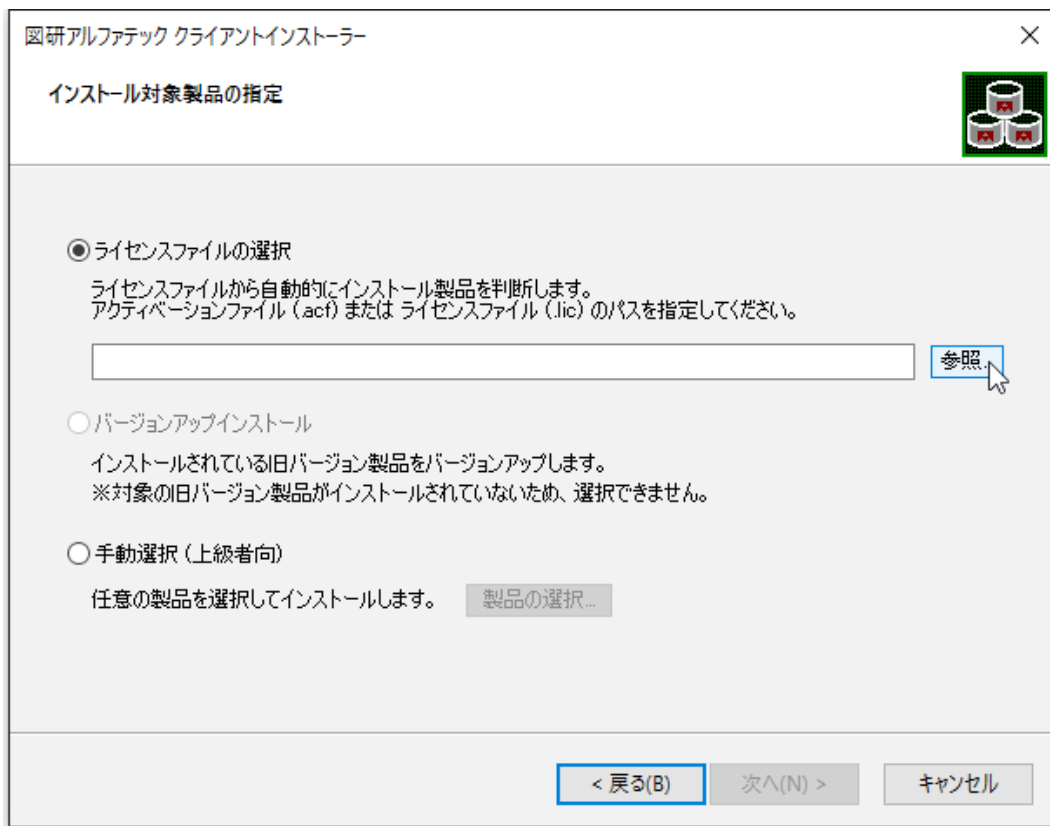 図研アルファテック クライアントインストーラー
インストール対象製品の指定
ライセンスファイルの選択
ライセンスファイルから自動的にインストール製品を判断します。
アクティベーションファイル (.acf) または ライセンスファイル (.lic) のパスを指定してください。
参照...
バージョンアップインストール
インストールされている旧バージョン製品をバージョンアップします。
※対象の旧バージョン製品がインストールされていないため、選択できません。
手動選択 (上級者向)
任意の製品を選択してインストールします。
製品の選択...
< 戻る(B)
次へ(N) >
キャンセル